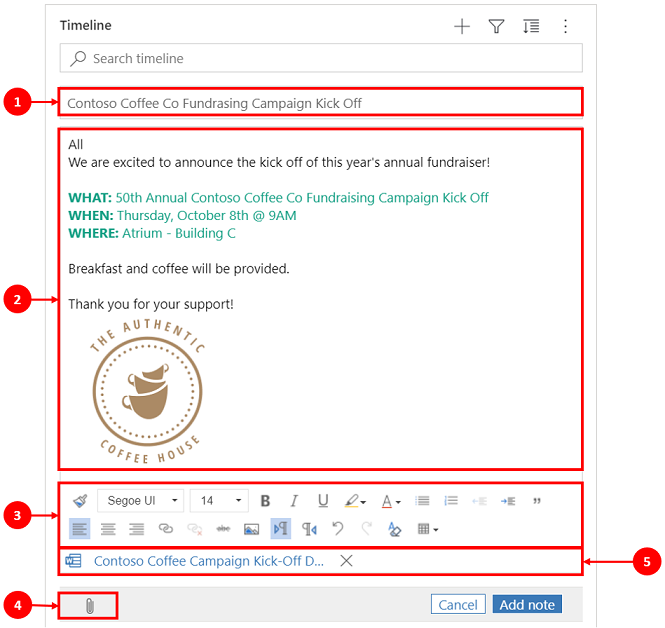 Timeline
Search timeline
1
Contoso Coffee Co Fundrasing Campaign Kick Off
All
We are excited to announce the kick off of this year's annual fundraiser!
WHAT: 50th Annual Contoso Coffee Co Fundraising Campaign Kick Off
WHEN: Thursday, October 8th @ 9AM
WHERE: Atrium - Building C
Breakfast and coffee will be provided.
2
Thank you for your support!
THE AUTHENTIC
COFFEE HOUSE
3
Segoe UI 14 B I U A ”
abc
Contoso Coffee Campaign Kick-Off D...
5
4
Cancel Add note